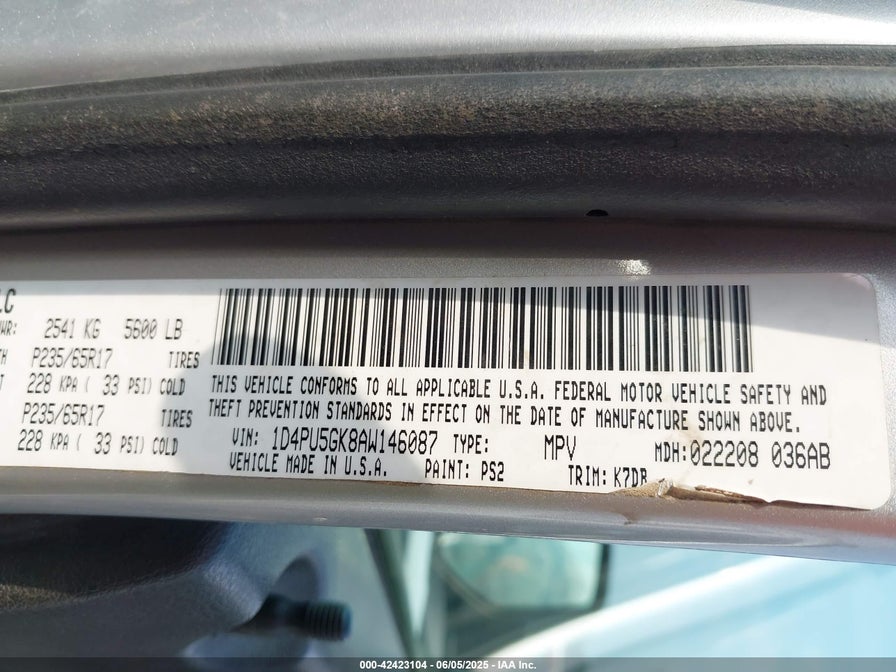 LC
WR: 2541 KG 5600 LB
P235/65R17 TIRES
228 KPA ( 33 PSI) COLD
P235/65R17 TIRES
228 KPA ( 33 PSI) COLD
THIS VEHICLE CONFORMS TO ALL APPLICABLE U.S.A. FEDERAL MOTOR VEHICLE SAFETY AND
THEFT PREVENTION STANDARDS IN EFFECT ON THE DATE OF MANUFACTURE SHOWN ABOVE.
VIN: 1D4PU5GK8AW146087 TYPE: MPV MDH:022208 036AB
VEHICLE MADE IN U.S.A. PAINT: PS2 TRIM: K7DB
000-42423104 | 06/05/2025 - IAA Inc.